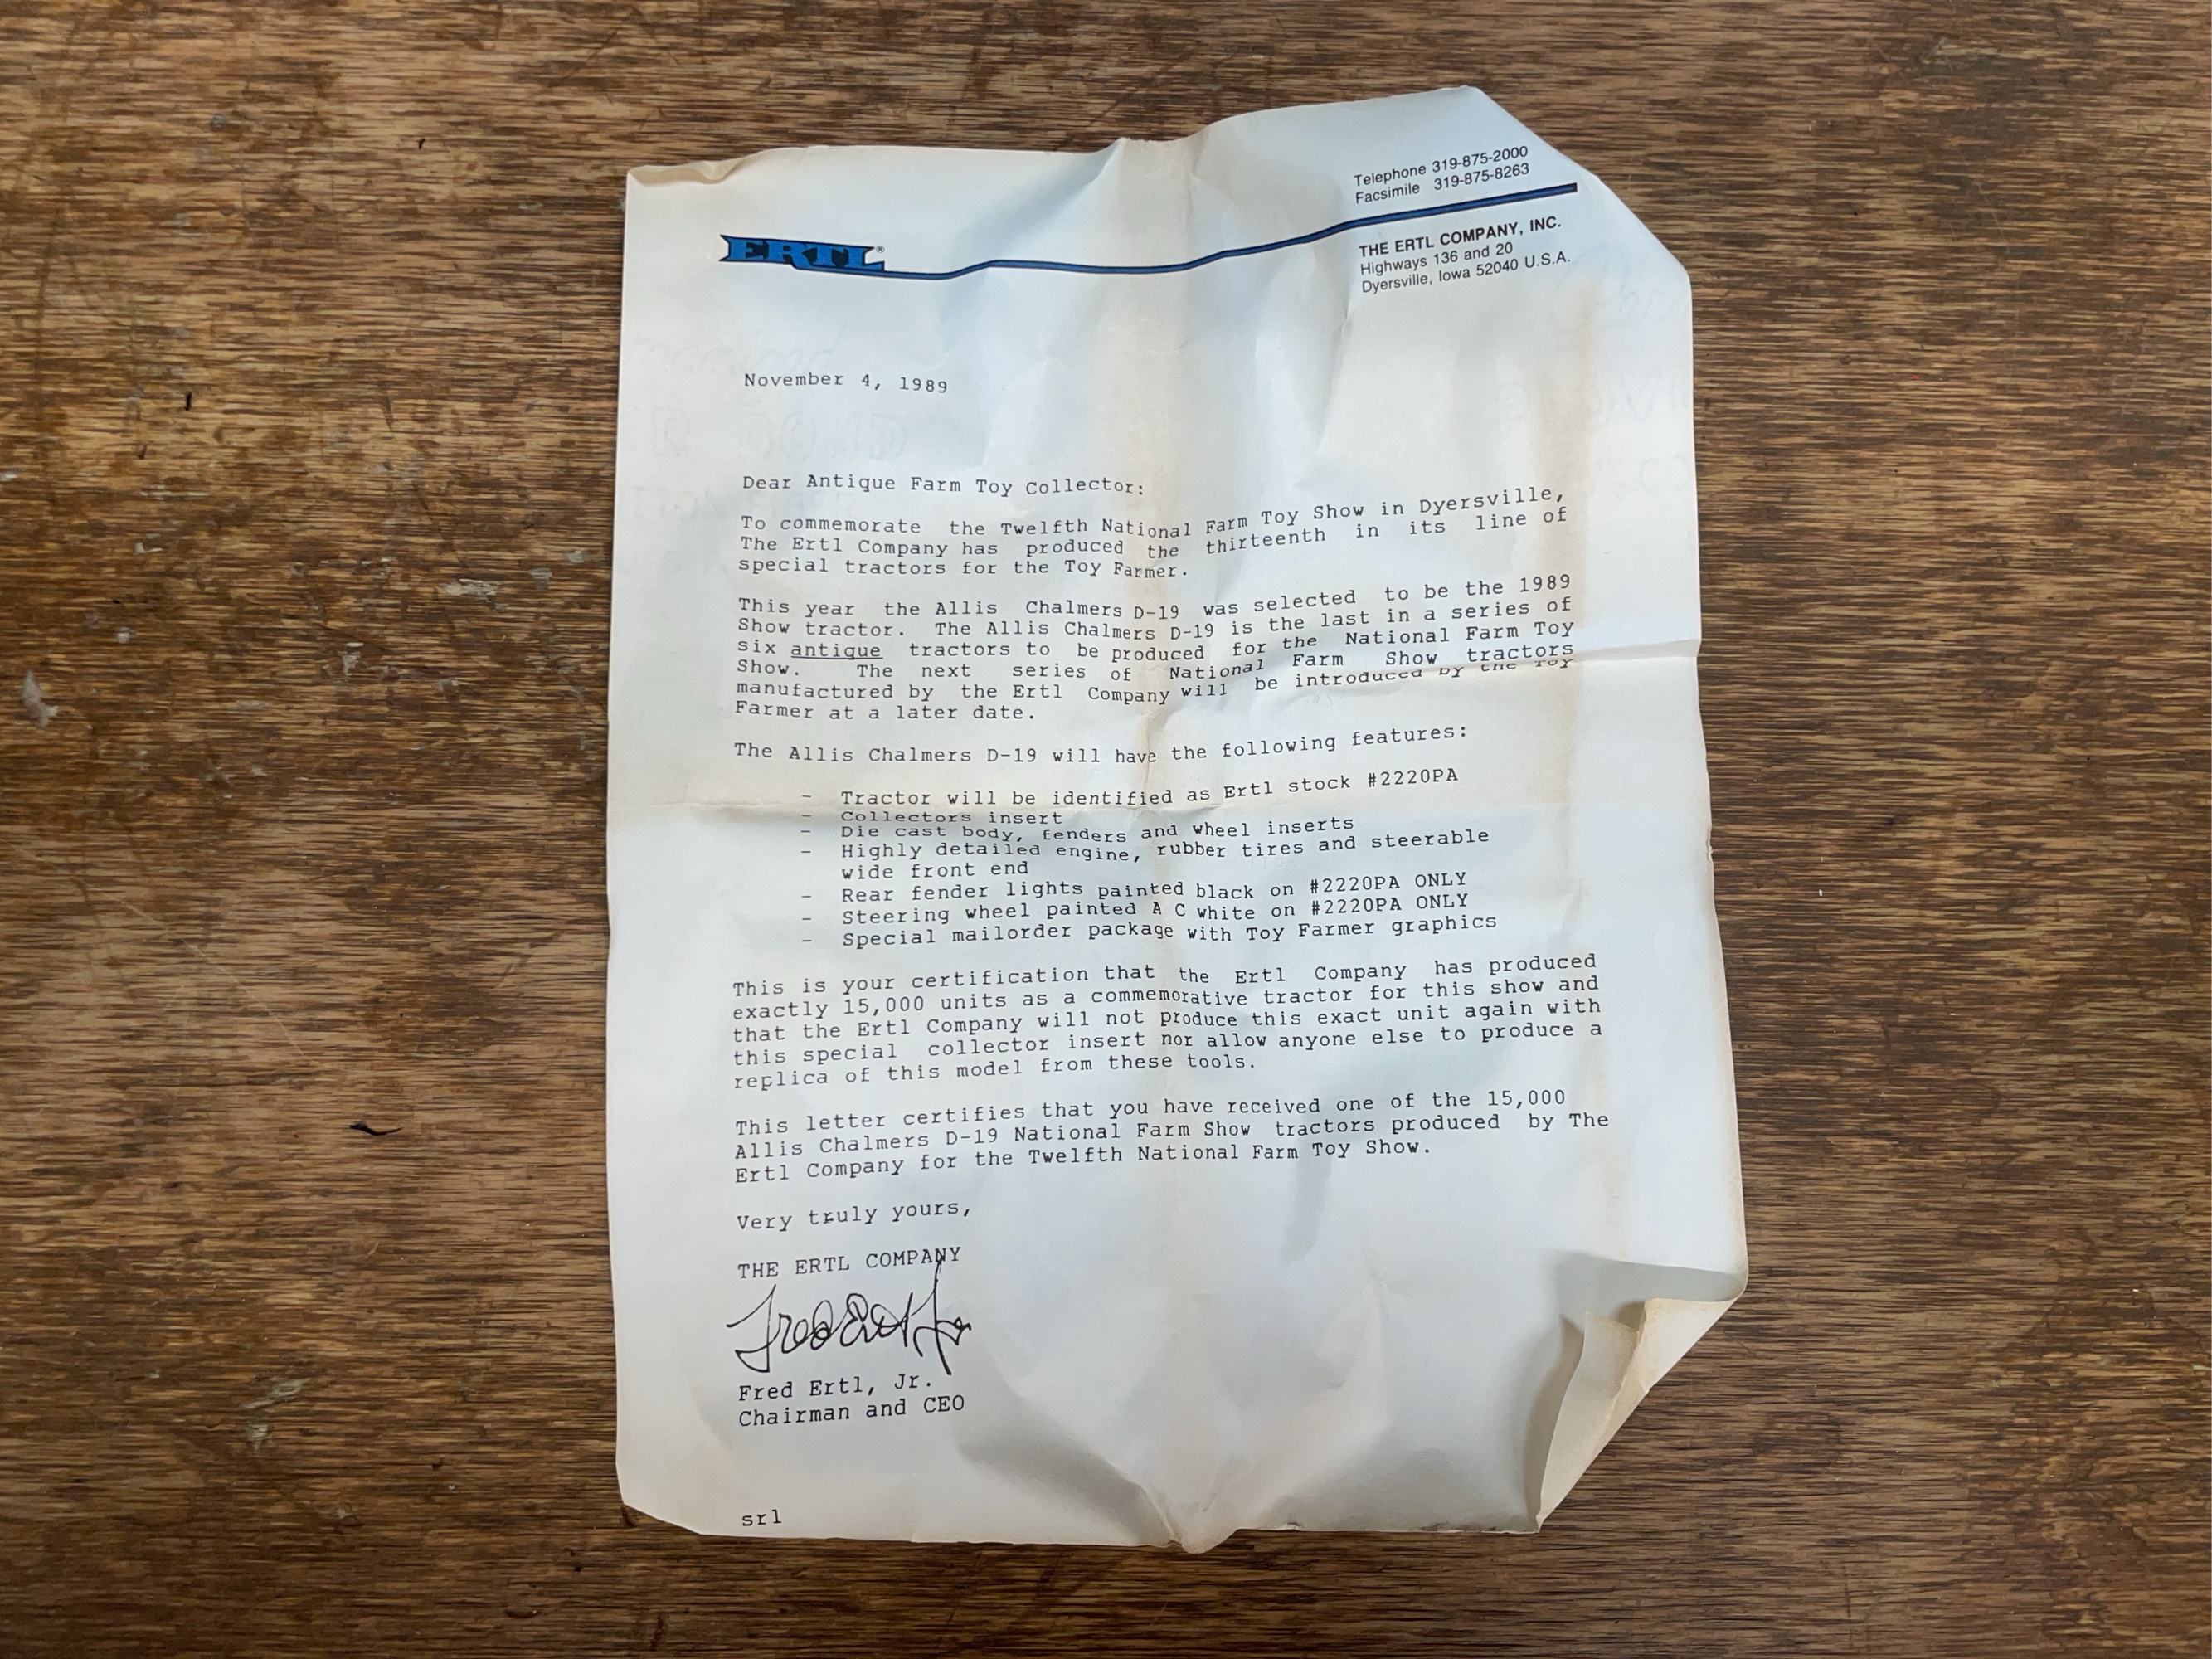 Telephone 319-875-2000
Facsimile 319-875-8263
ERTL®
THE ERTL COMPANY, INC.
Highways 136 and 20
Dyersville, Iowa 52040 U.S.A.
November 4, 1989
Dear Antique Farm Toy Collector:
To commemorate the Twelfth National Farm Toy Show in Dyersville,
The Ertl Company has produced the thirteenth in its line of
special tractors for the Toy Farmer.
This year the Allis Chalmers D-19 was selected to be the 1989
Show tractor. The Allis Chalmers D-19 is the last in a series of
six antique tractors to be produced for the National Farm Toy
Show. The next series of National Farm Show tractors
manufactured by the Ertl Company will be introduced by the Toy
Farmer at a later date.
The Allis Chalmers D-19 will have the following features:
- Tractor will be identified as Ertl stock #2220PA
- Collectors insert
- Die cast body, fenders and wheel inserts
- Highly detailed engine, rubber tires and steerable
wide front end
- Rear fender lights painted black on #2220PA ONLY
- Steering wheel painted A C white on #2220PA ONLY
- Special mailorder package with Toy Farmer graphics
This is your certification that the Ertl Company has produced
exactly 15,000 units as a commemorative tractor for this show and
that the Ertl Company will not produce this exact unit again with
this special collector insert nor allow anyone else to produce a
replica of this model from these tools.
This letter certifies that you have received one of the 15,000
Allis Chalmers D-19 National Farm Show tractors produced by The
Ertl Company for the Twelfth National Farm Toy Show.
Very truly yours,
THE ERTL COMPANY
Fred Ertl Jr
Fred Ertl, Jr.
Chairman and CEO
srl